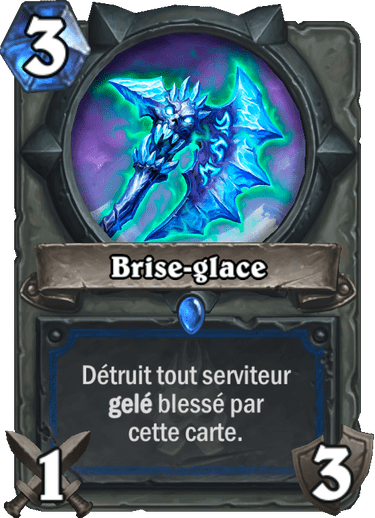 3
Brise-glace
Détruit tout serviteur
gelé blessé par
cette carte.
1
3